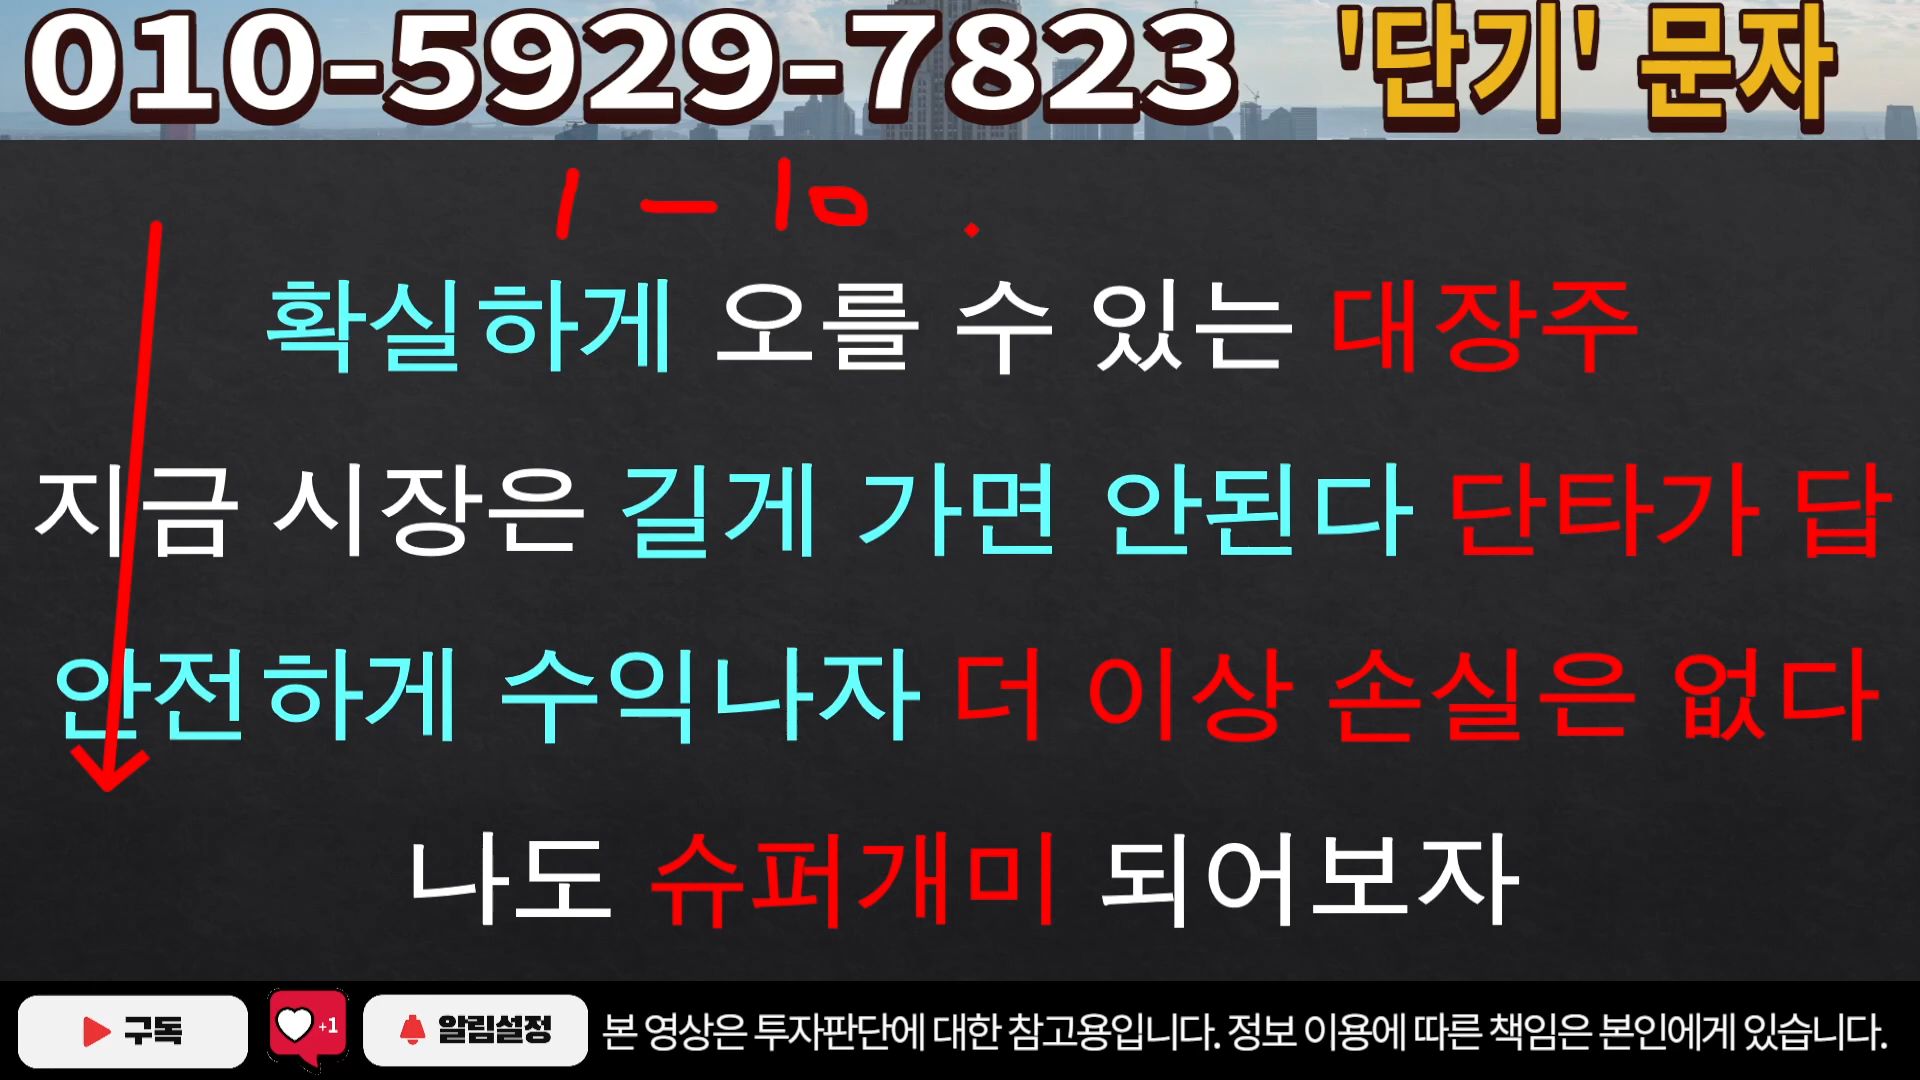 010-5929-7823 '단기' 문자
1 - 10
확실하게 오를 수 있는 대장주
지금 시장은 길게 가면 안된다 단타가 답
안전하게 수익나자 더 이상 손실은 없다
나도 슈퍼개미 되어보자
구독 +1 알림설정 본 영상은 투자판단에 대한 참고용입니다. 정보 이용에 따른 책임은 본인에게 있습니다.